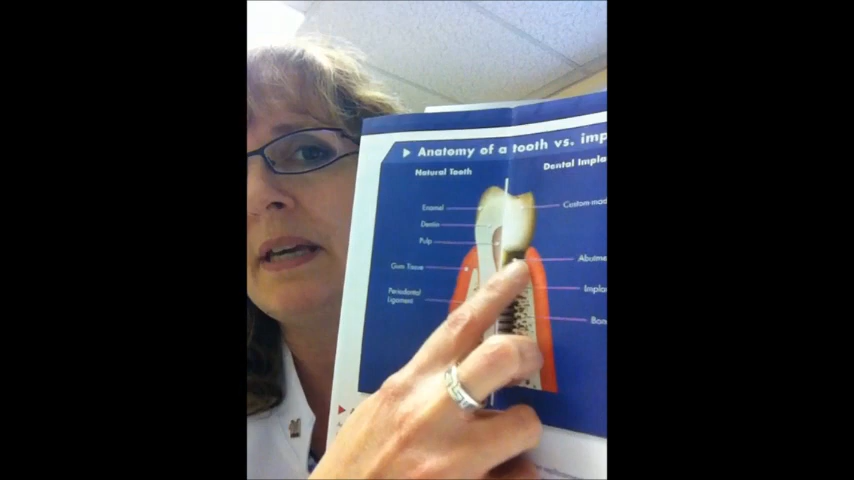 Anatomy of a tooth vs. imp
Natural Tooth
Dental Impla
Enamel
Dentin
Pulp
Gum Tissue
Periodontal
Ligament
Custom-mad
Abutme
Implan
Bon